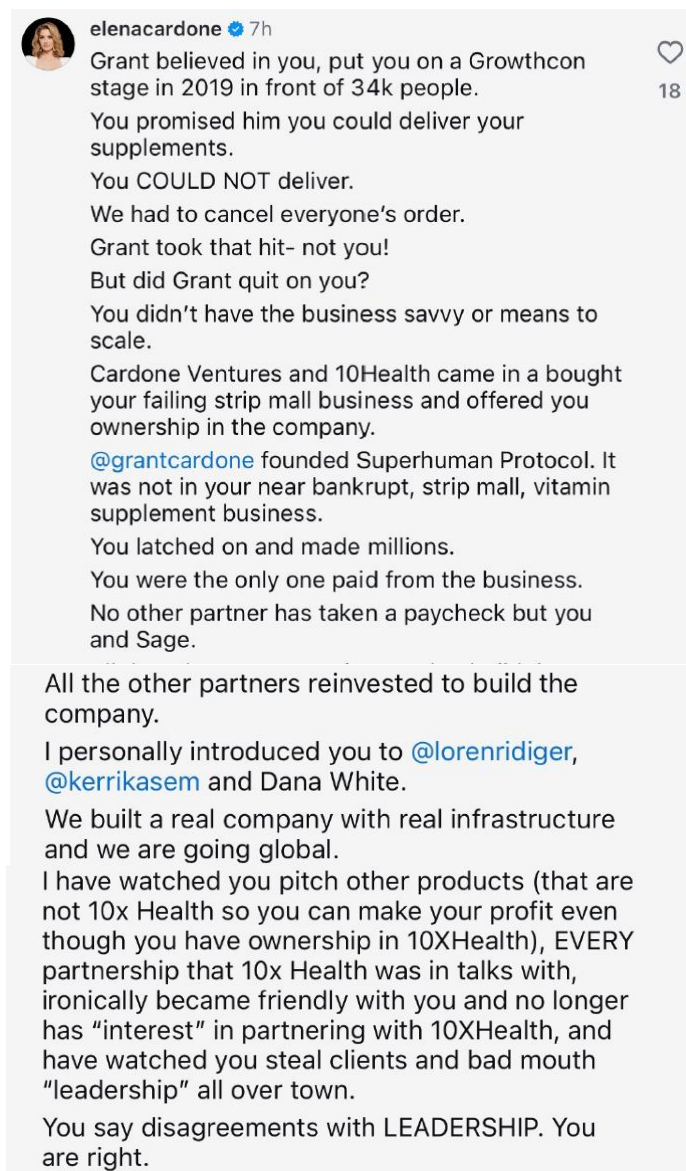 elenacardone 7h
Grant believed in you, put you on a Growthcon
stage in 2019 in front of 34k people.
18
You promised him you could deliver your
supplements.
You COULD NOT deliver.
We had to cancel everyone's order.
Grant took that hit- not you!
But did Grant quit on you?
You didn't have the business savvy or means to
scale.
Cardone Ventures and 10Health came in a bought
your failing strip mall business and offered you
ownership in the company.
@grantcardone founded Superhuman Protocol. It
was not in your near bankrupt, strip mall, vitamin
supplement business.
You latched on and made millions.
You were the only one paid from the business.
No other partner has taken a paycheck but you
and Sage.
All the other partners reinvested to build the
company.
I personally introduced you to @lorenridiger,
@kerrikasem and Dana White.
We built a real company with real infrastructure
and we are going global.
I have watched you pitch other products (that are
not 10x Health so you can make your profit even
though you have ownership in 10XHealth), EVERY
partnership that 10x Health was in talks with,
ironically became friendly with you and no longer
has “interest” in partnering with 10XHealth, and
have watched you steal clients and bad mouth
“leadership” all over town.
You say disagreements with LEADERSHIP. You
are right.